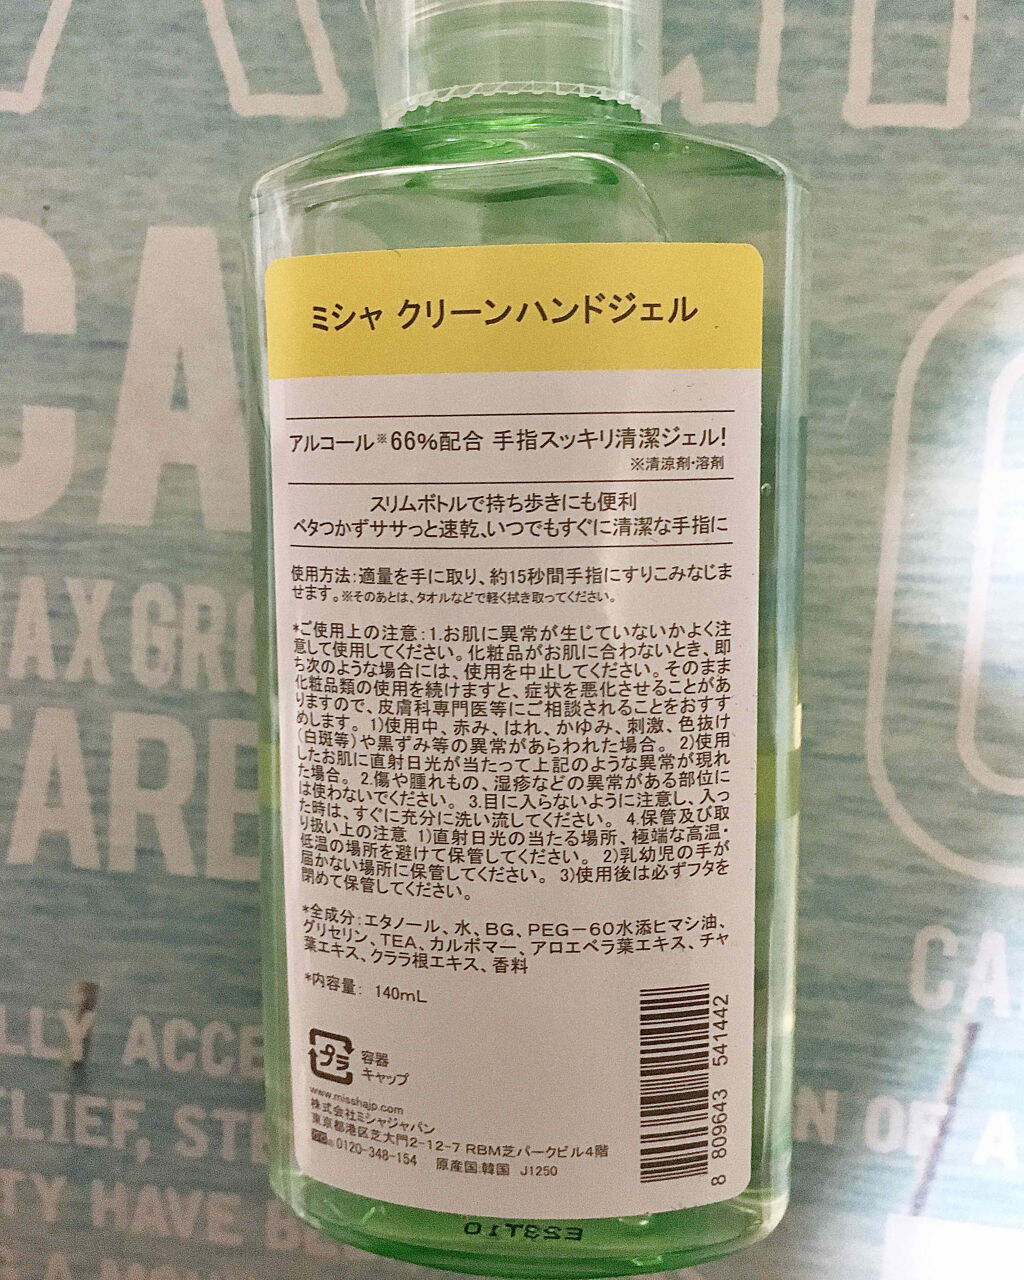 ミシャ クリーンハンドジェル
アルコール※66%配合 手指スッキリ清潔ジェル!
※清涼剤・溶剤
スリムボトルで持ち歩きにも便利
ベタつかずササっと速乾、いつでもすぐに清潔な手指に
使用方法:適量を手に取り、約15秒間手指にすりこみなじま
せます。※そのあとは、タオルなどで軽く拭き取ってください。
*ご使用上の注意:1.お肌に異常が生じていないかよく注
意して使用してください。化粧品がお肌に合わないとき、即
ち次のような場合には、使用を中止してください。そのまま
化粧品類の使用を続けますと、症状を悪化させることがあ
りますので、皮膚科専門医等にご相談されることをおすす
めします。 1)使用中、赤み、はれ、かゆみ、刺激、色抜け
(白斑等)や黒ずみ等の異常があらわれた場合。 2)使用
したお肌に直射日光が当たって上記のような異常が現れ
た場合。 2.傷や腫れもの、湿疹などの異常がある部位に
は使わないでください。 3.目に入らないように注意し、入っ
た時は、すぐに充分に洗い流してください。 4.保管及び取
り扱い上の注意 1)直射日光の当たる場所、極端な高温・
低温の場所を避けて保管してください。 2)乳幼児の手が
届かない場所に保管してください。 3)使用後は必ずフタを
閉めて保管してください。
*全成分:エタノール、水、BG、PEG-60水添ヒマシ油、
グリセリン、TEA、カルボマー、アロエベラ葉エキス、チャ
葉エキス、クララ根エキス、香料
*内容量: 140mL
プラ
容器
キャップ
www.misshajp.com
株式会社ミシャジャパン
東京都港区芝大門2-12-7 RBM芝パークビル4階
0120-348-154 原産国:韓国 J1250
8 809643 541442
CA
AX GRO
ARE
LLY ACCE
LIEF, STE
TY HAVE BE
CA
N OF A